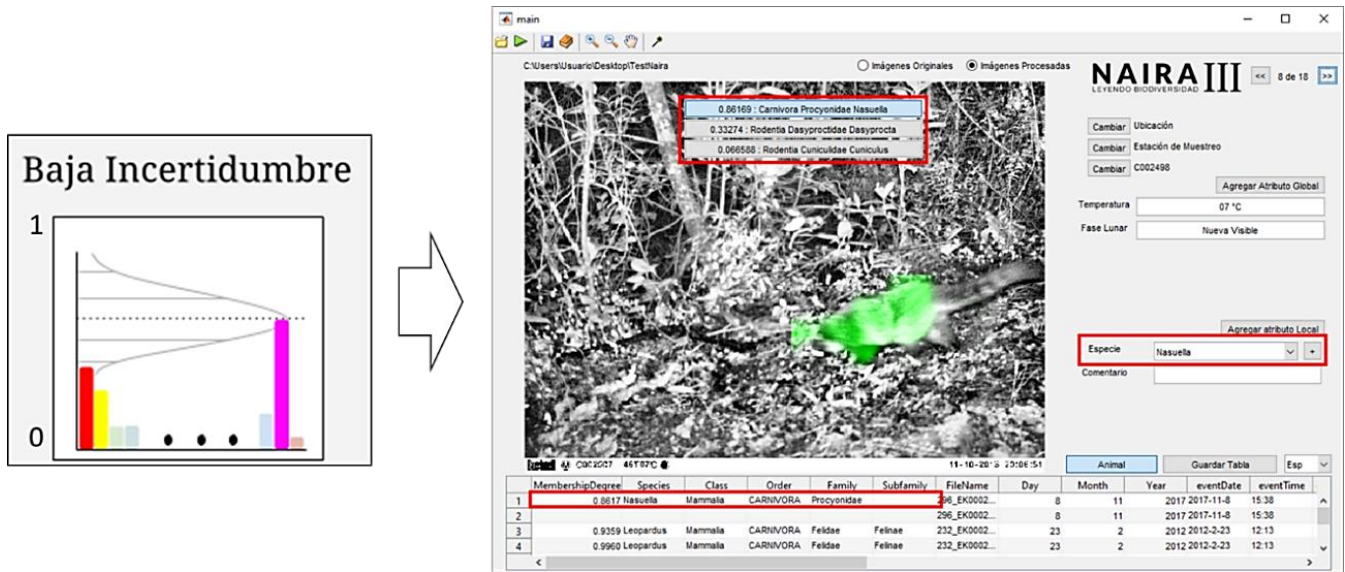 Baja Incertidumbre
1
0
main
C:\Users\Usuario\Desktop\TestNaira
Imágenes Originales
Imágenes Procesadas
NAIRA III
LEYENDO BIODIVERSIDAD
<<
8 de 18
>>
0.86169 : Carnivora Procyonidae Nasuella
0.33274 : Rodentia Dasyproctidae Dasyprocta
0.066588 : Rodentia Cuniculidae Cuniculus
Cambiar Ubicación
Cambiar Estación de Muestreo
Cambiar C002498
Agregar Atributo Global
Temperatura 07 °C
Fase Lunar Nueva Visible
Agregar atributo Local
Especie Nasuella +
Comentario
Animal Guardar Tabla Esp
MembershipDegree Species Class Order Family Subfamily FileName Day Month Year eventDate eventTime
1 0.8617 Nasuella Mammalia CARNIVORA Procyonidae 296_EK0002... 8 11 2017 2017-11-8 15:38
2 296_EK0002... 8 11 2017 2017-11-8 15:38
3 0.9359 Leopardus Mammalia CARNIVORA Felidae Felinae 232_EK0002... 23 2 2012 2012-2-23 12:13
4 0.9960 Leopardus Mammalia CARNIVORA Felidae Felinae 232_EK0002... 23 2 2012 2012-2-23 12:13